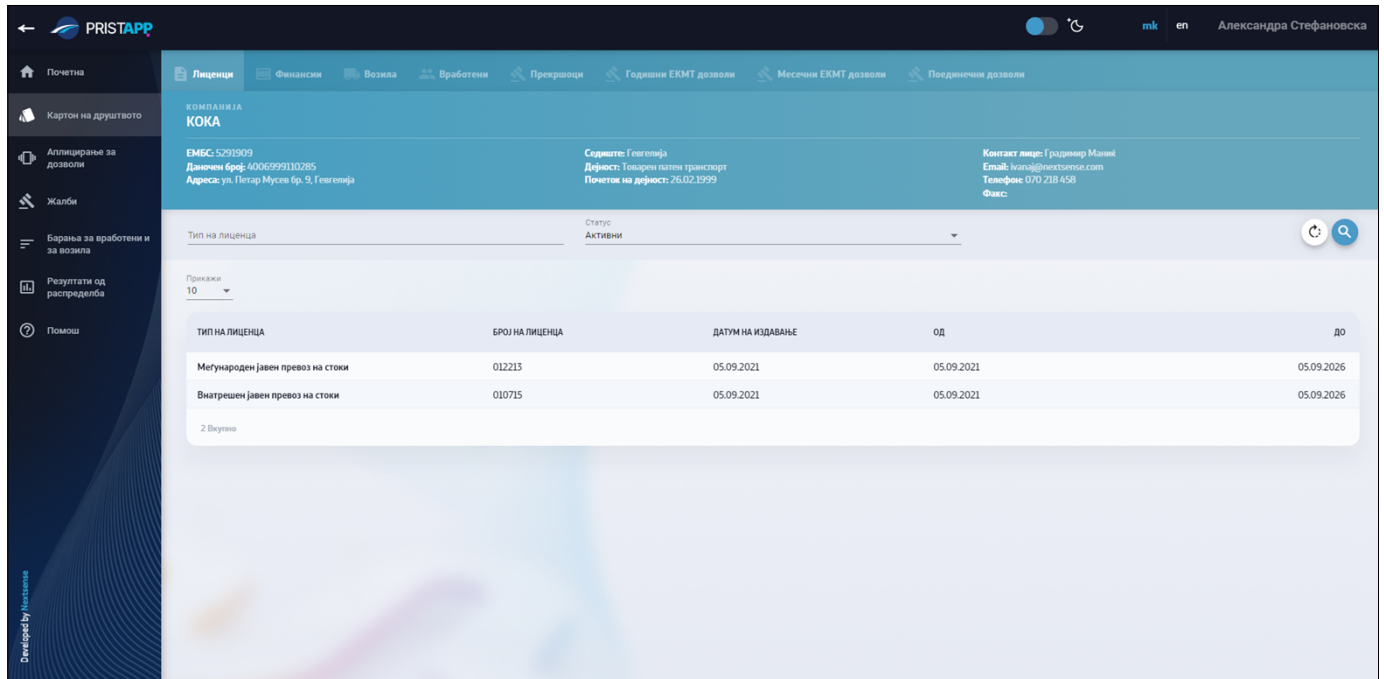 PRISTAPP
mk en Александра Стефановска
Почетна
Картон на друштвото
Аплицирање за
дозволи
Жалби
Барања за вработени и
за возила
Резултати од
распределба
Помош
Developed by Nextsense
Лиценци Финансии Возила Вработени Прекршоци Годишни ЕКМТ дозволи Месечни ЕКМТ дозволи Поединечни дозволи
КОМПАНИЈА
КОКА
ЕМБС: 5291909
Даночен број: 4006999110285
Адреса: ул. Петар Мусев бр. 9, Гевгелија
Седиште: Гевгелија
Дејност: Товарен патен транспорт
Почеток на дејност: 26.02.1999
Контакт лице: Градимир Маниќ
Email: ivanaj@nextsense.com
Телефон: 070 218 458
Факс:
Тип на лиценца
Статус
Активни
Прикажи
10
ТИП НА ЛИЦЕНЦА БРОЈ НА ЛИЦЕНЦА ДАТУМ НА ИЗДАВАЊЕ ОД ДО
Меѓународен јавен превоз на стоки 012213 05.09.2021 05.09.2021 05.09.2026
Внатрешен јавен превоз на стоки 010715 05.09.2021 05.09.2021 05.09.2026
2 Вкупно